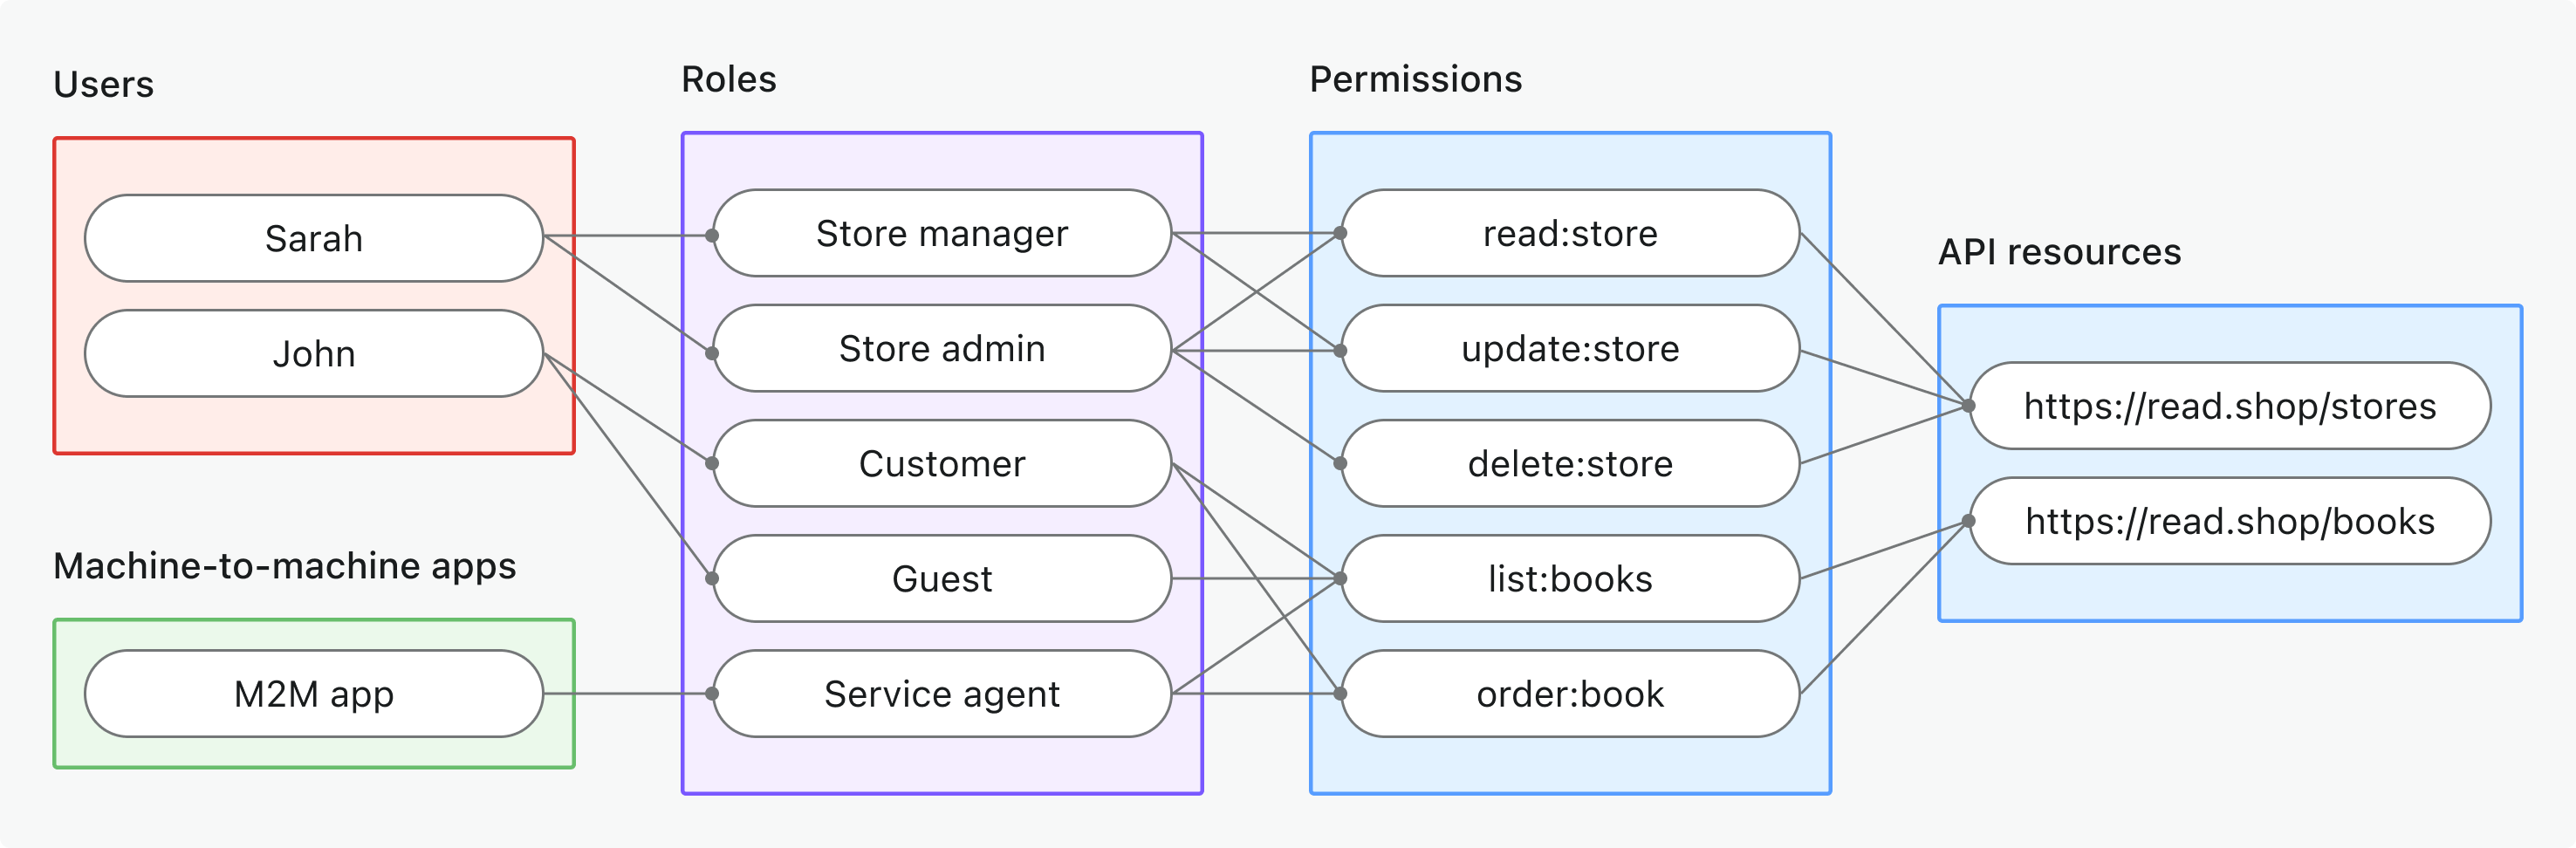 Users
Sarah
John
Machine-to-machine apps
M2M app
Roles
Store manager
Store admin
Customer
Guest
Service agent
Permissions
read:store
update:store
delete:store
list:books
order:book
API resources
https://read.shop/stores
https://read.shop/books